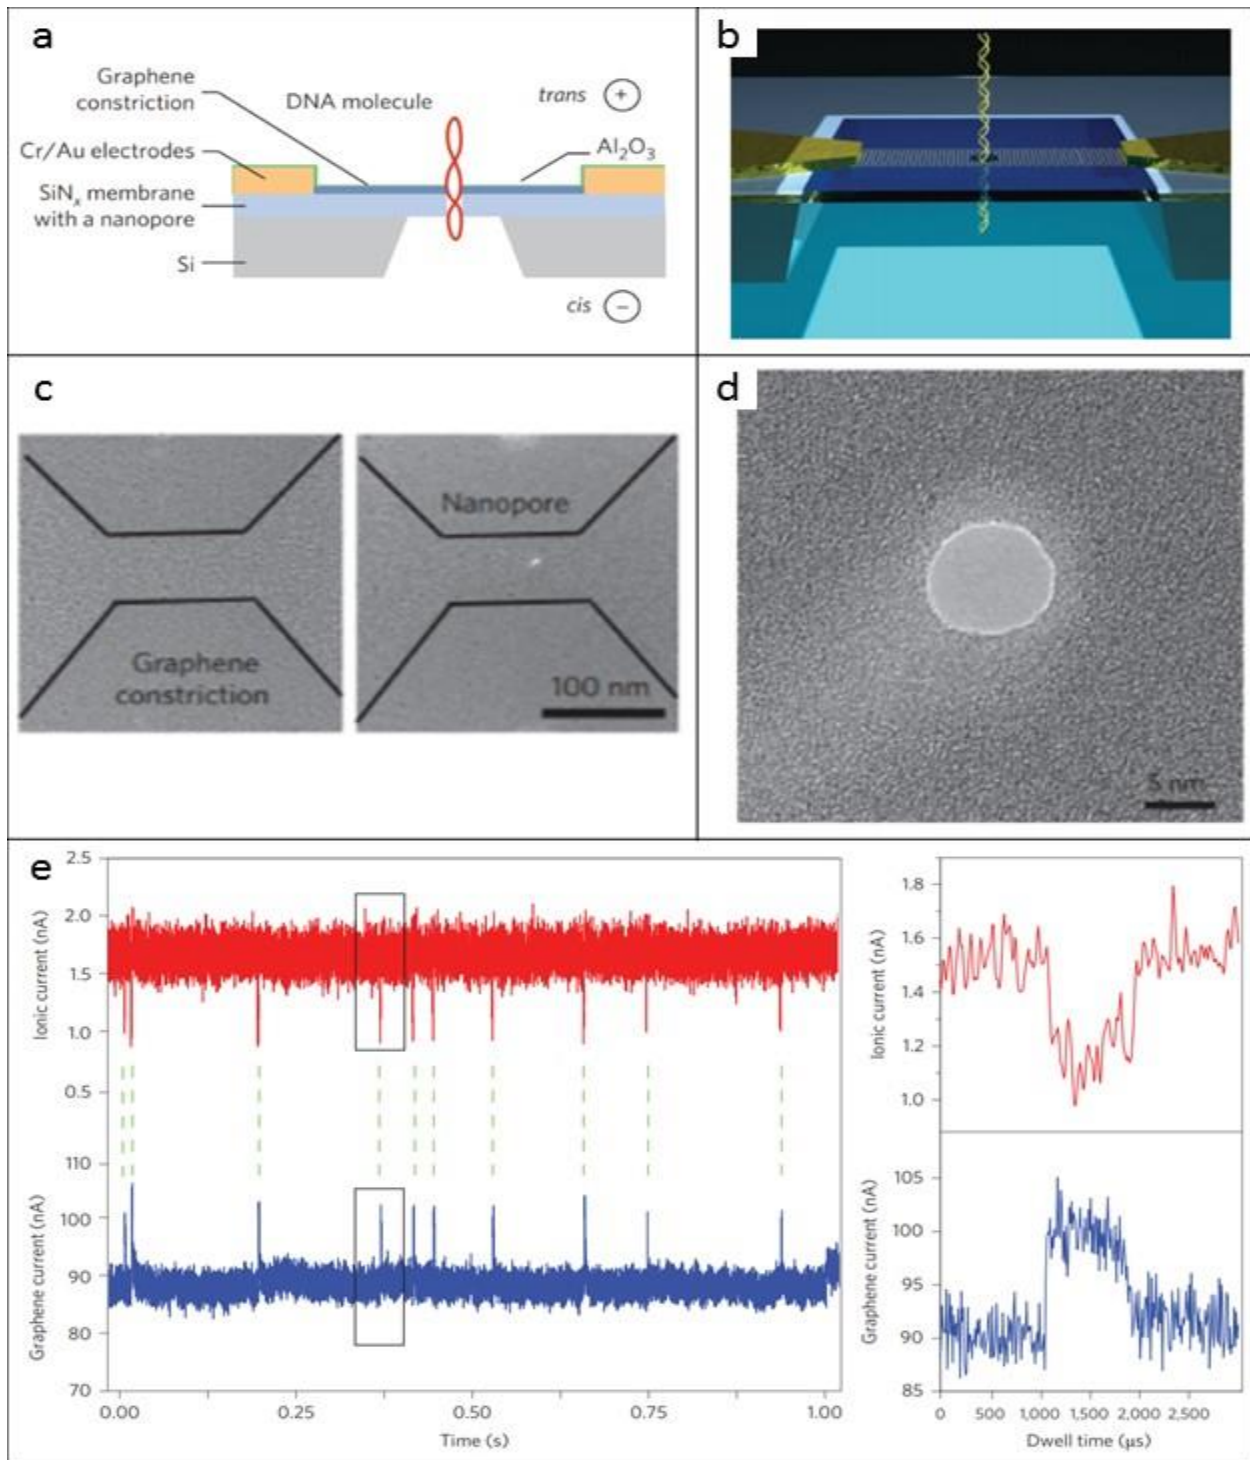 a
Graphene
constriction
DNA molecule
trans +
Cr/Au electrodes
Al₂O₃
SiNₓ membrane
with a nanopore
Si
cis −
b
c
Graphene
constriction
Nanopore
100 nm
d
5 nm
e
Ionic current (nA)
2.5
2.0
1.5
1.0
0.5
Graphene current (nA)
110
100
90
80
70
0.00 0.25 0.50 0.75 1.00
Time (s)
Ionic current (nA)
1.8
1.6
1.4
1.2
1.0
Graphene current (nA)
105
100
95
90
85
0 500 1,000 1,500 2,000 2,500
Dwell time (μs)